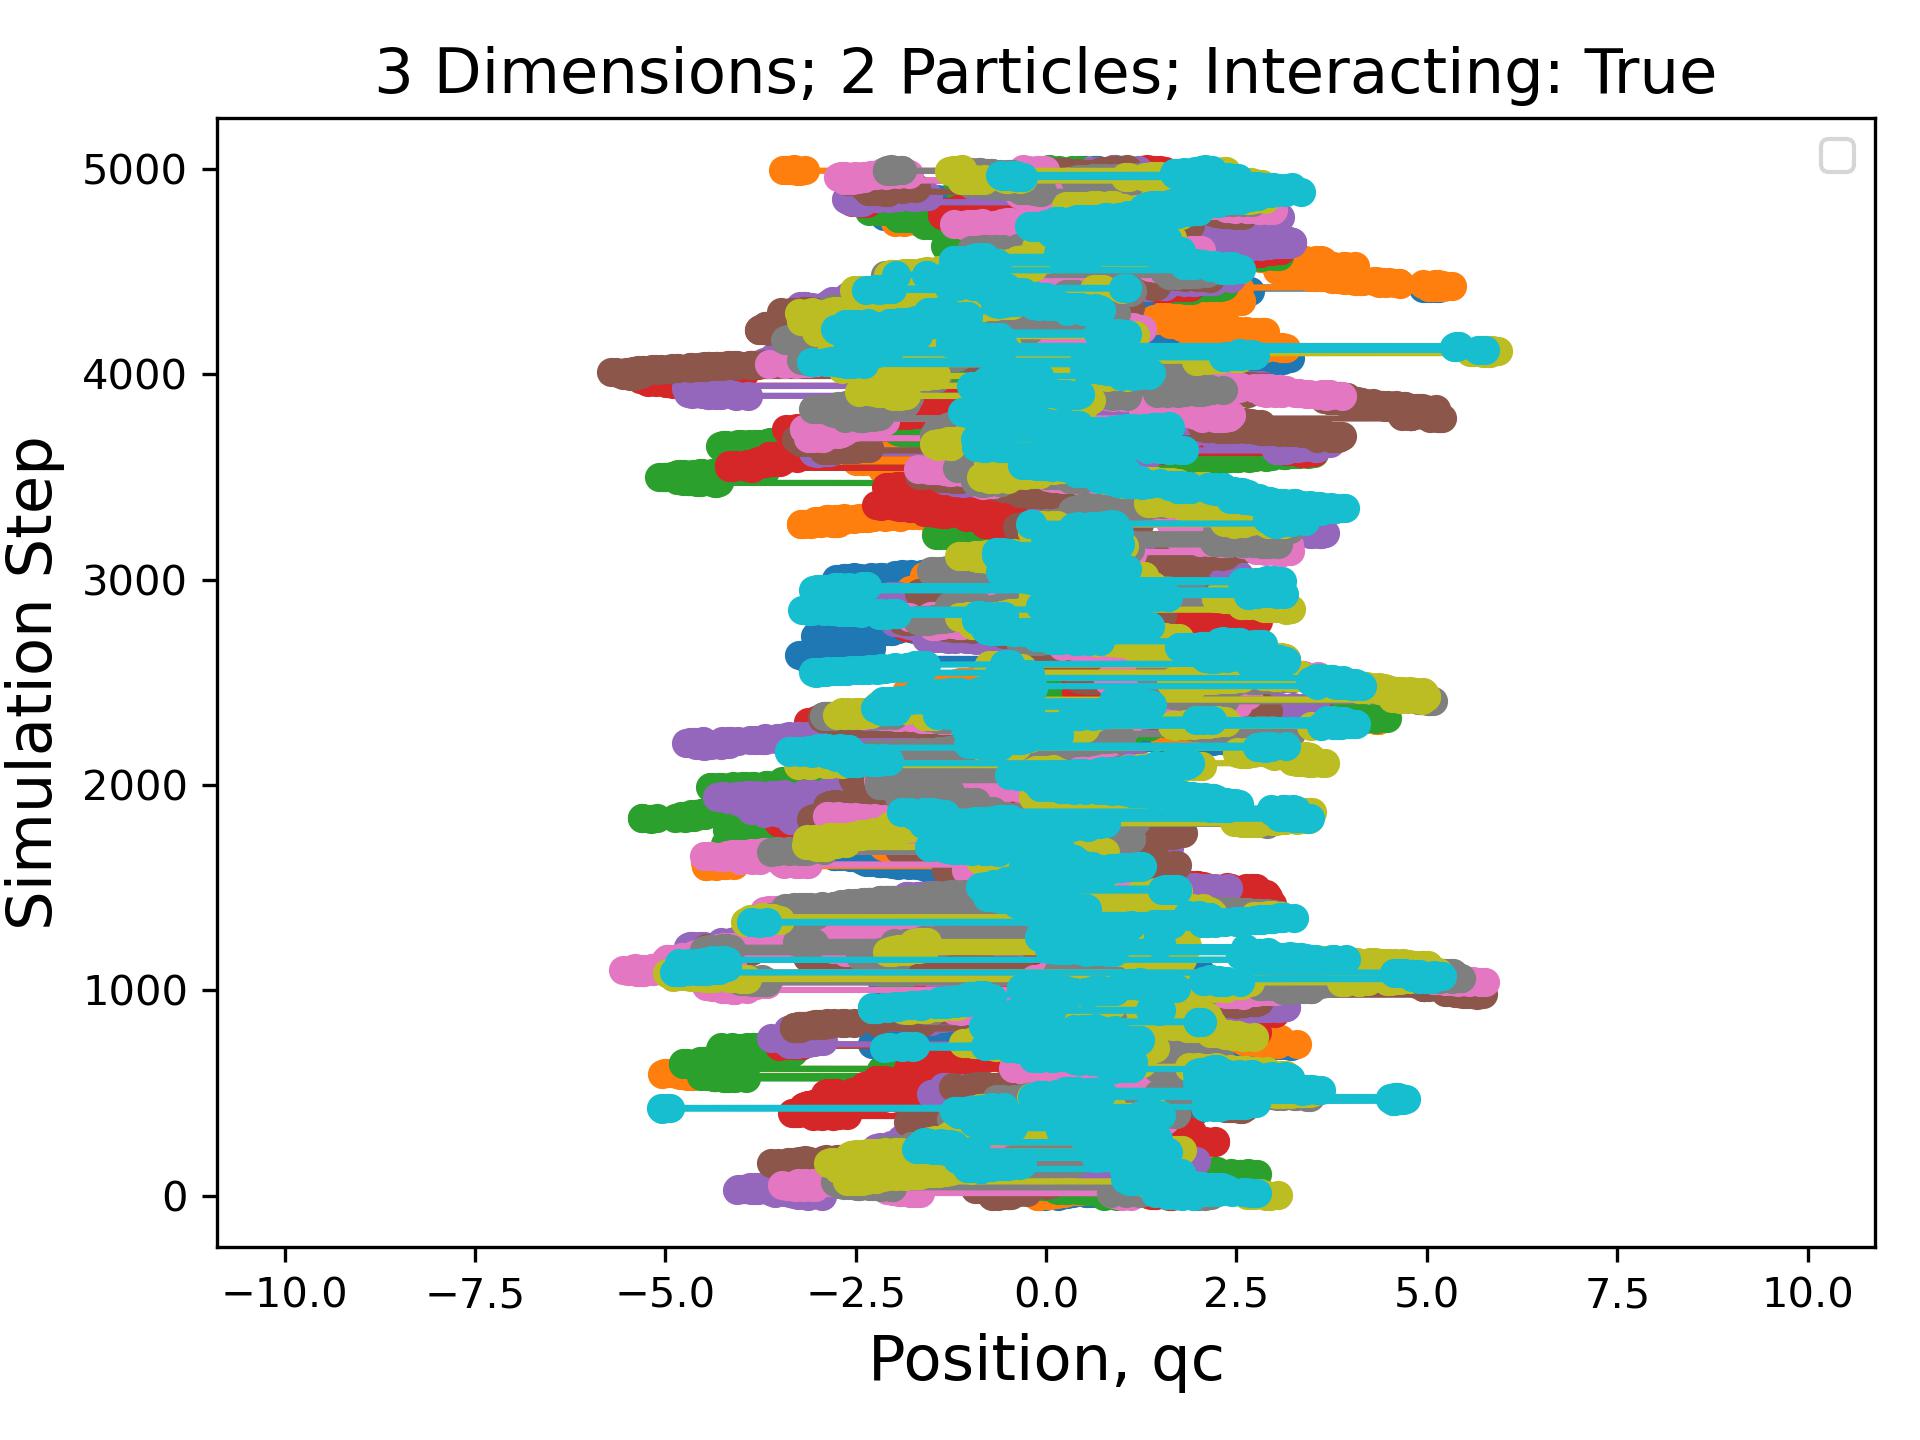 3 Dimensions; 2 Particles; Interacting: True
Simulation Step
5000
4000
3000
2000
1000
0
−10.0 −7.5 −5.0 −2.5 0.0 2.5 5.0 7.5 10.0
Position, qc